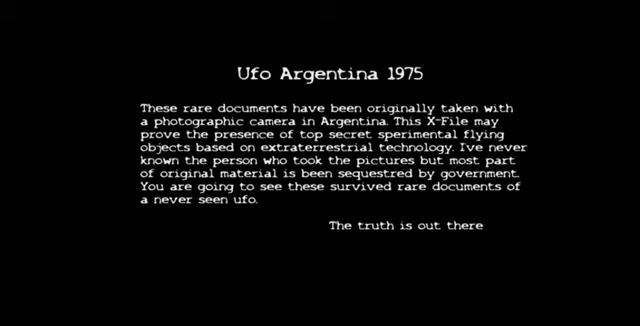 Ufo Argentina 1975
These rare documents have been originally taken with
a photographic camera in Argentina. This X-File may
prove the presence of top secret sperimental flying
objects based on extraterrestrial technology. I've never
known the person who took the pictures but most part
of original material is been sequestred by government.
You are going to see these survived rare documents of
a never seen ufo.
The truth is out there